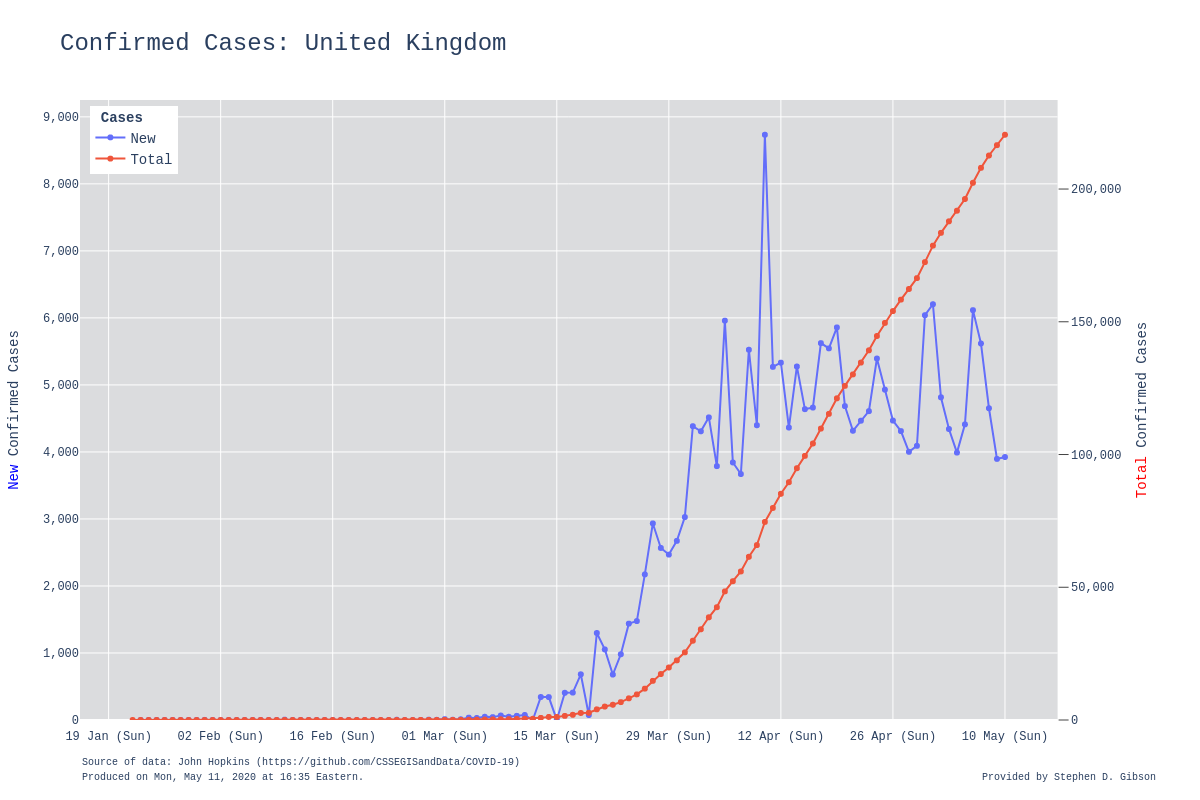 Confirmed Cases: United Kingdom
Cases
New
Total
9,000
8,000
7,000
6,000
5,000
4,000
3,000
2,000
1,000
0
New Confirmed Cases
200,000
150,000
100,000
50,000
0
Total Confirmed Cases
19 Jan (Sun) 02 Feb (Sun) 16 Feb (Sun) 01 Mar (Sun) 15 Mar (Sun) 29 Mar (Sun) 12 Apr (Sun) 26 Apr (Sun) 10 May (Sun)
Source of data: John Hopkins (https://github.com/CSSEGISandData/COVID-19)
Produced on Mon, May 11, 2020 at 16:35 Eastern.
Provided by Stephen D. Gibson